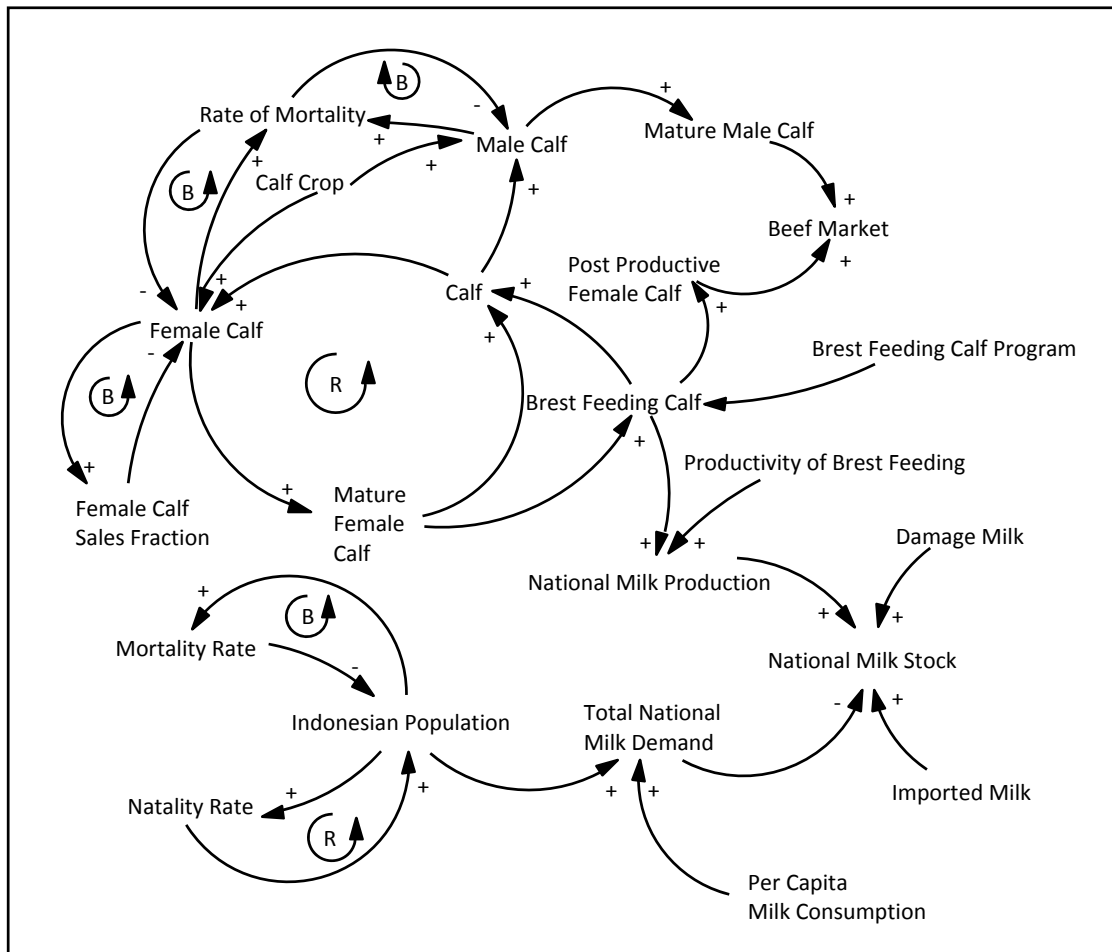 B
Rate of Mortality
-
+
Male Calf
+
Mature Male Calf
+
Calf Crop
+
B
+
+
Beef Market
+
Post Productive
Female Calf
+
-
+
+
Calf
+
Female Calf
-
+
Brest Feeding Calf Program
B
R
Brest Feeding Calf
+
+
Female Calf
Sales Fraction
+
Mature
Female
Calf
Productivity of Brest Feeding
+
+
National Milk Production
Damage Milk
+
+
National Milk Stock
+
B
Mortality Rate
-
Indonesian Population
Total National
Milk Demand
-
+
Natality Rate
+
+
R
+
+
Imported Milk
Per Capita
Milk Consumption